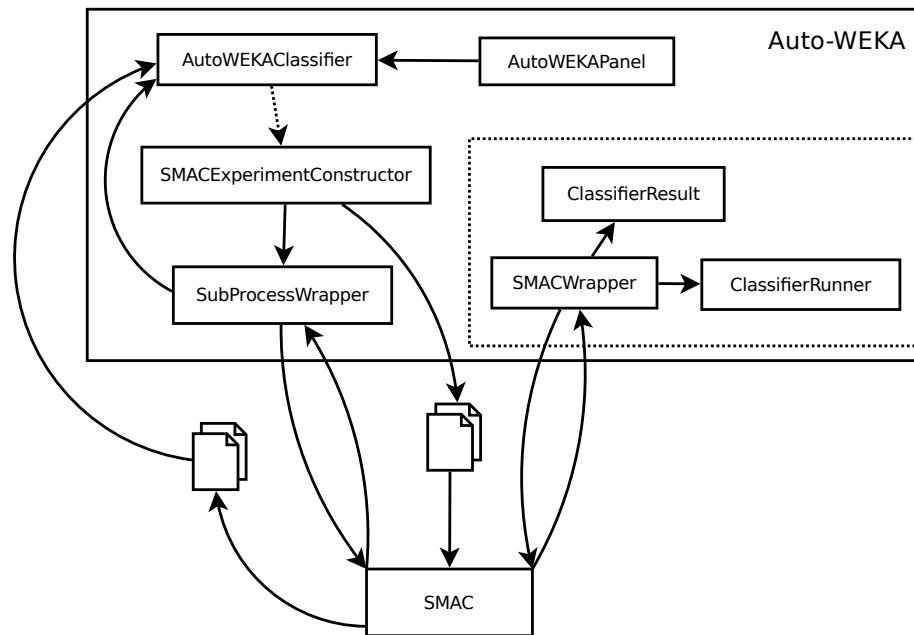 Auto-WEKA
AutoWEKAClassifier
AutoWEKAPanel
SMACExperimentConstructor
ClassifierResult
SubProcessWrapper
SMACWrapper
ClassifierRunner
SMAC